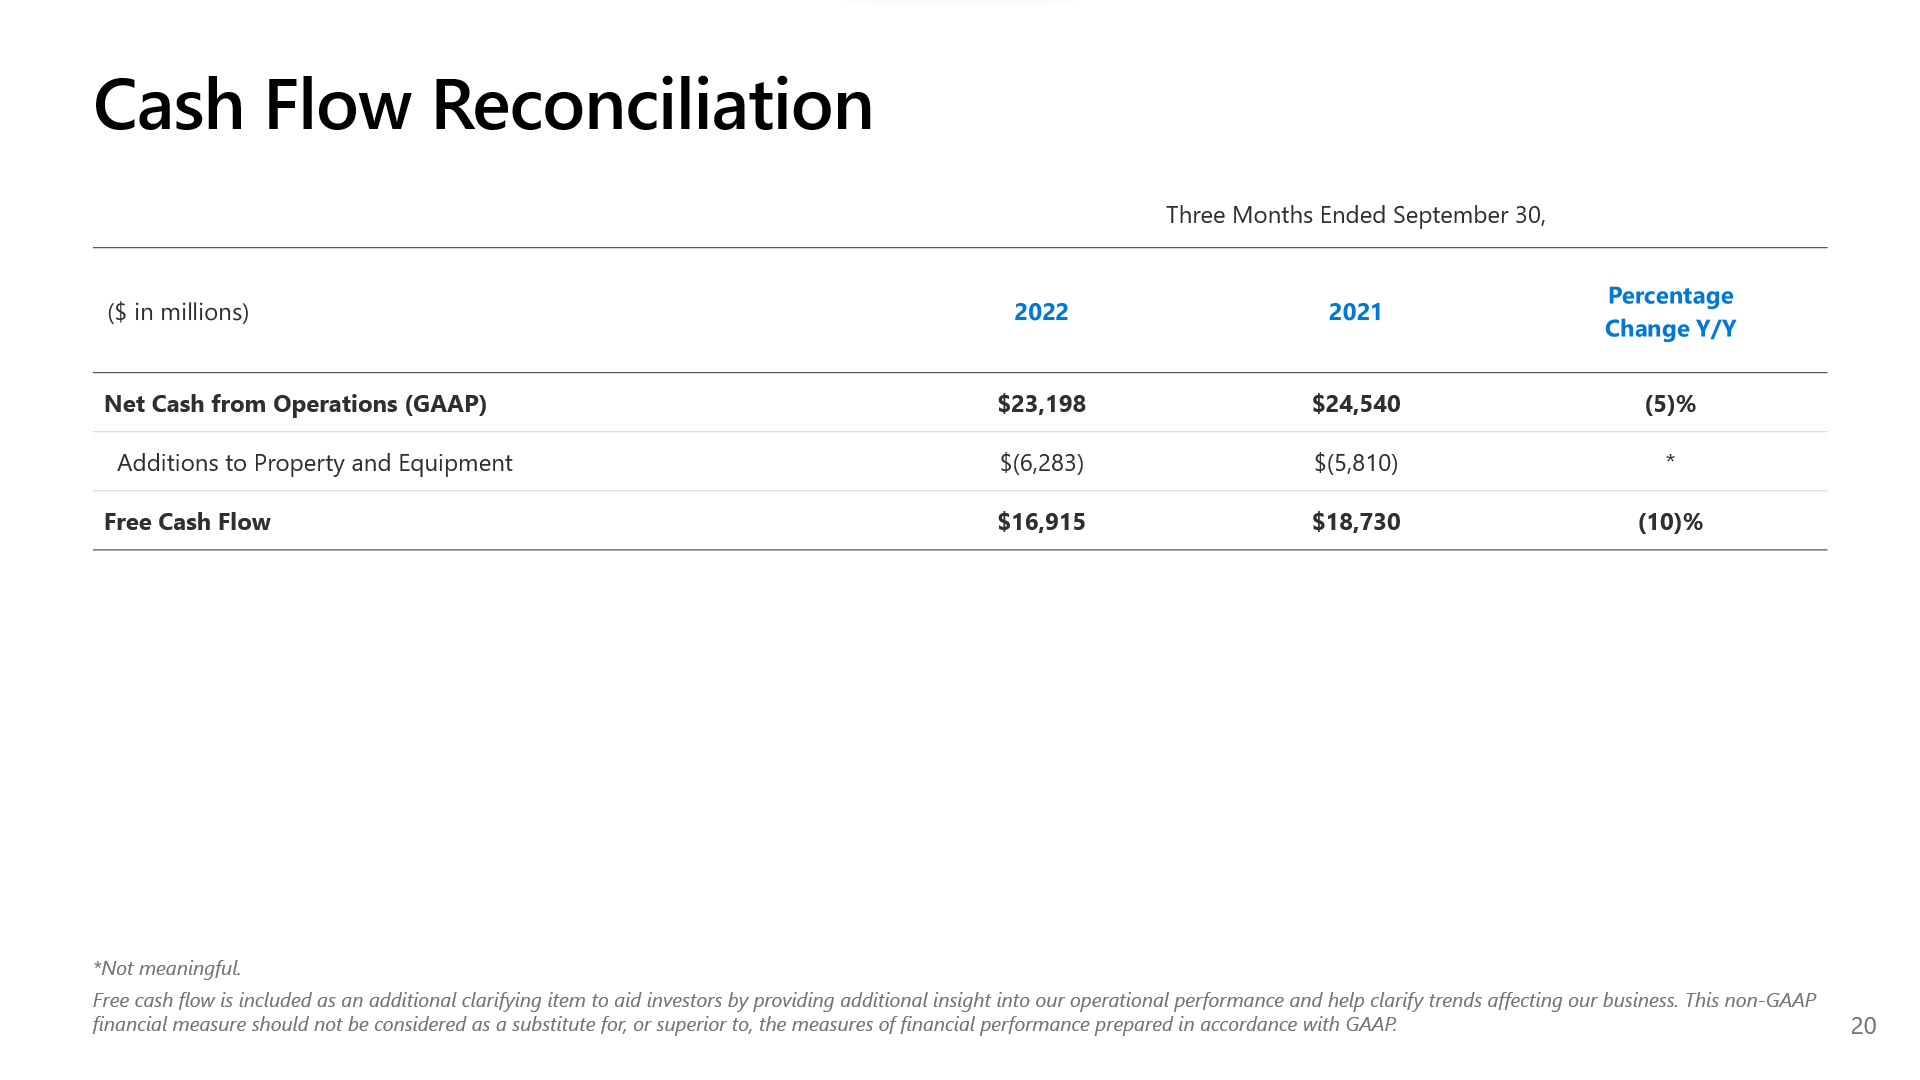 Cash Flow Reconciliation
Three Months Ended September 30,
($ in millions) 2022 2021 Percentage Change Y/Y
Net Cash from Operations (GAAP) $23,198 $24,540 (5)%
Additions to Property and Equipment $(6,283) $(5,810) *
Free Cash Flow $16,915 $18,730 (10)%
*Not meaningful.
Free cash flow is included as an additional clarifying item to aid investors by providing additional insight into our operational performance and help clarify trends affecting our business. This non-GAAP
financial measure should not be considered as a substitute for, or superior to, the measures of financial performance prepared in accordance with GAAP.
20